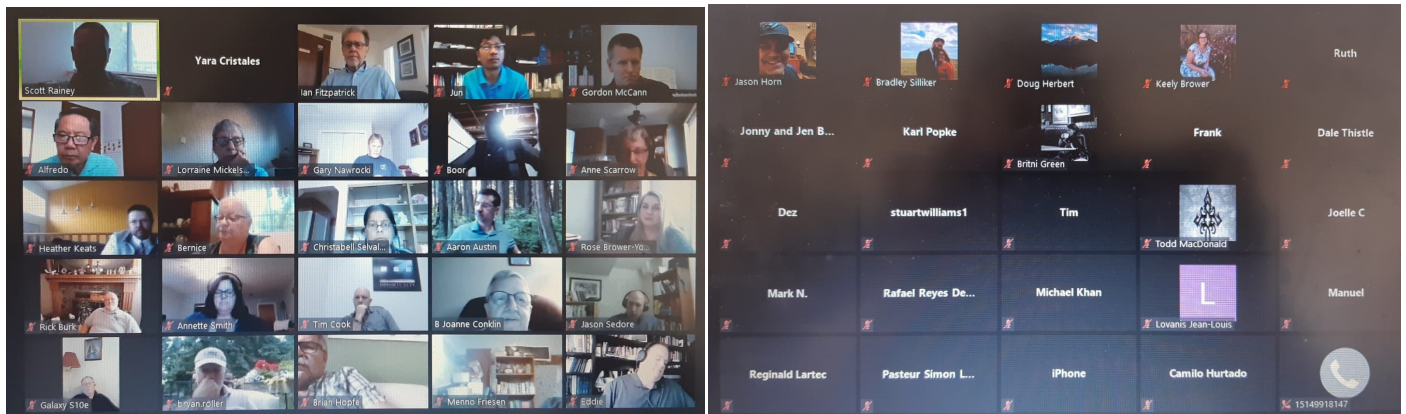 Scott Rainey
Yara Cristales
Ian Fitzpatrick
Jun
Gordon McCann
Alfredo
Lorraine Mickels...
Gary Nawrocki
Boor
Anne Scarrow
Heather Keats
Bernice
Christabell Selval...
Aaron Austin
Rose Brower-Yo...
Rick Burk
Annette Smith
Tim Cook
B Joanne Conklin
Jason Sedore
Galaxy S10e
bryan.roller
Brian Hopfe
Menno Friesen
Eddie
Jason Horn
Bradley Silliker
Doug Herbert
Keely Brower
Ruth
Jonny and Jen B...
Karl Popke
Britni Green
Frank
Dale Thistle
Dez
stuartwilliams1
Tim
Todd MacDonald
Joelle C
Mark N.
Rafael Reyes De...
Michael Khan
L
Lovanis Jean-Louis
Manuel
Reginald Lartec
Pasteur Simon L...
iPhone
Camilo Hurtado
15149918147